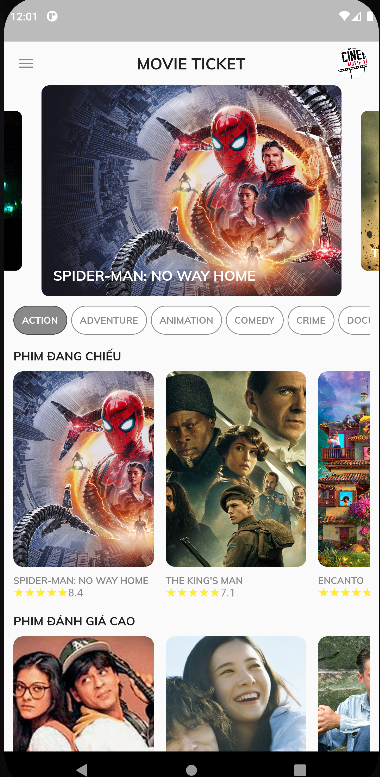 12:01
MOVIE TICKET
CINE
SPIDER-MAN: NO WAY HOME
ACTION ADVENTURE ANIMATION COMEDY CRIME DOCU
PHIM ĐANG CHIẾU
SPIDER-MAN: NO WAY HOME THE KING'S MAN ENCANTO
8.4 7.1
PHIM ĐÁNH GIÁ CAO